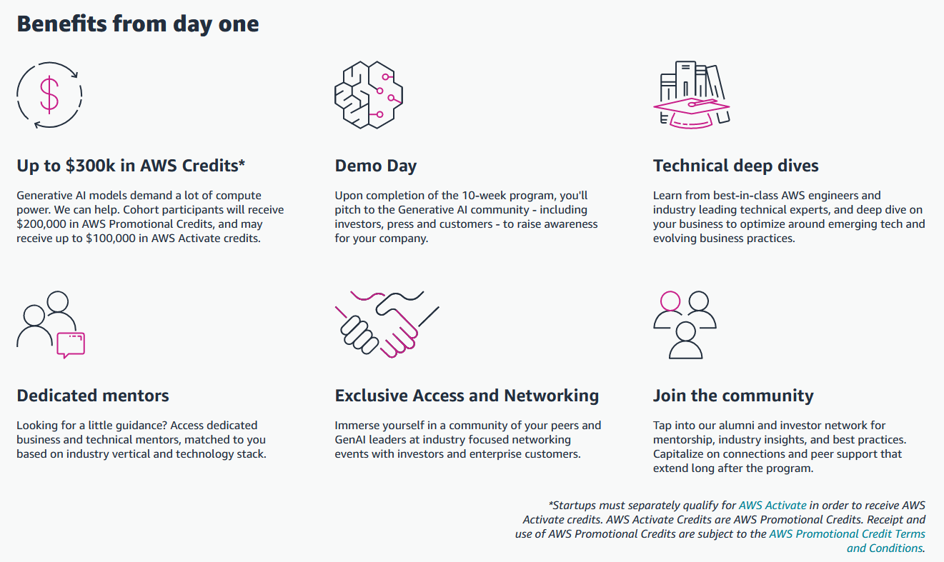 Benefits from day one
Up to $300k in AWS Credits*
Generative AI models demand a lot of compute
power. We can help. Cohort participants will receive
$200,000 in AWS Promotional Credits, and may
receive up to $100,000 in AWS Activate credits.
Demo Day
Upon completion of the 10-week program, you'll
pitch to the Generative AI community - including
investors, press and customers - to raise awareness
for your company.
Technical deep dives
Learn from best-in-class AWS engineers and
industry leading technical experts, and deep dive on
your business to optimize around emerging tech and
evolving business practices.
Dedicated mentors
Looking for a little guidance? Access dedicated
business and technical mentors, matched to you
based on industry vertical and technology stack.
Exclusive Access and Networking
Immerse yourself in a community of your peers and
GenAI leaders at industry focused networking
events with investors and enterprise customers.
Join the community
Tap into our alumni and investor network for
mentorship, industry insights, and best practices.
Capitalize on connections and peer support that
extend long after the program.
*Startups must separately qualify for AWS Activate in order to receive AWS
Activate credits. AWS Activate Credits are AWS Promotional Credits. Receipt and
use of AWS Promotional Credits are subject to the AWS Promotional Credit Terms
and Conditions.